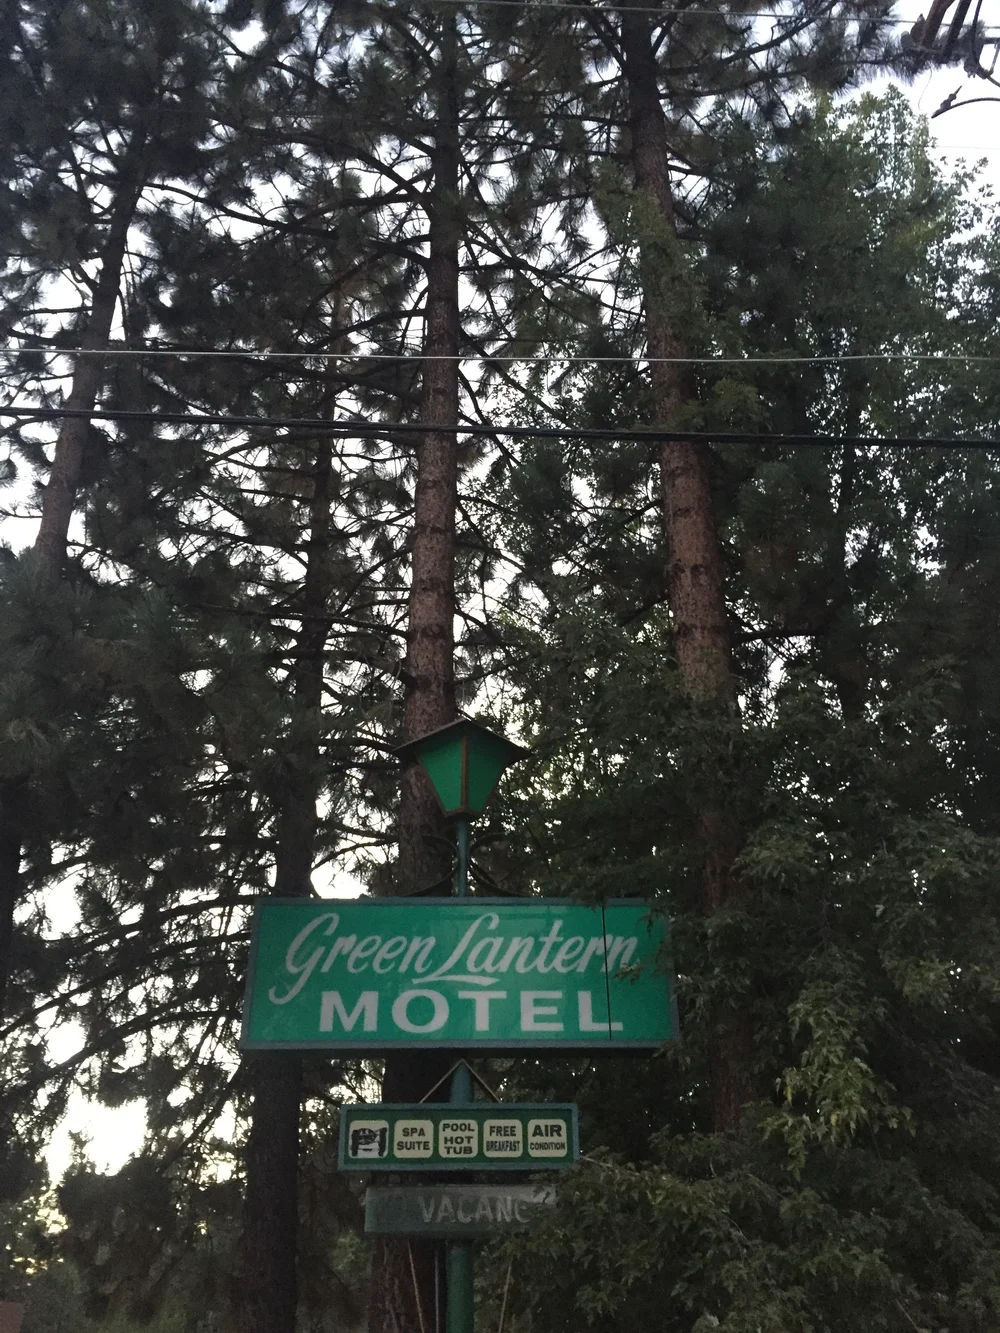 Green Lantern
MOTEL
SPA
SUITE
POOL
HOT
TUB
FREE
BREAKFAST
AIR
CONDITION
VACANC